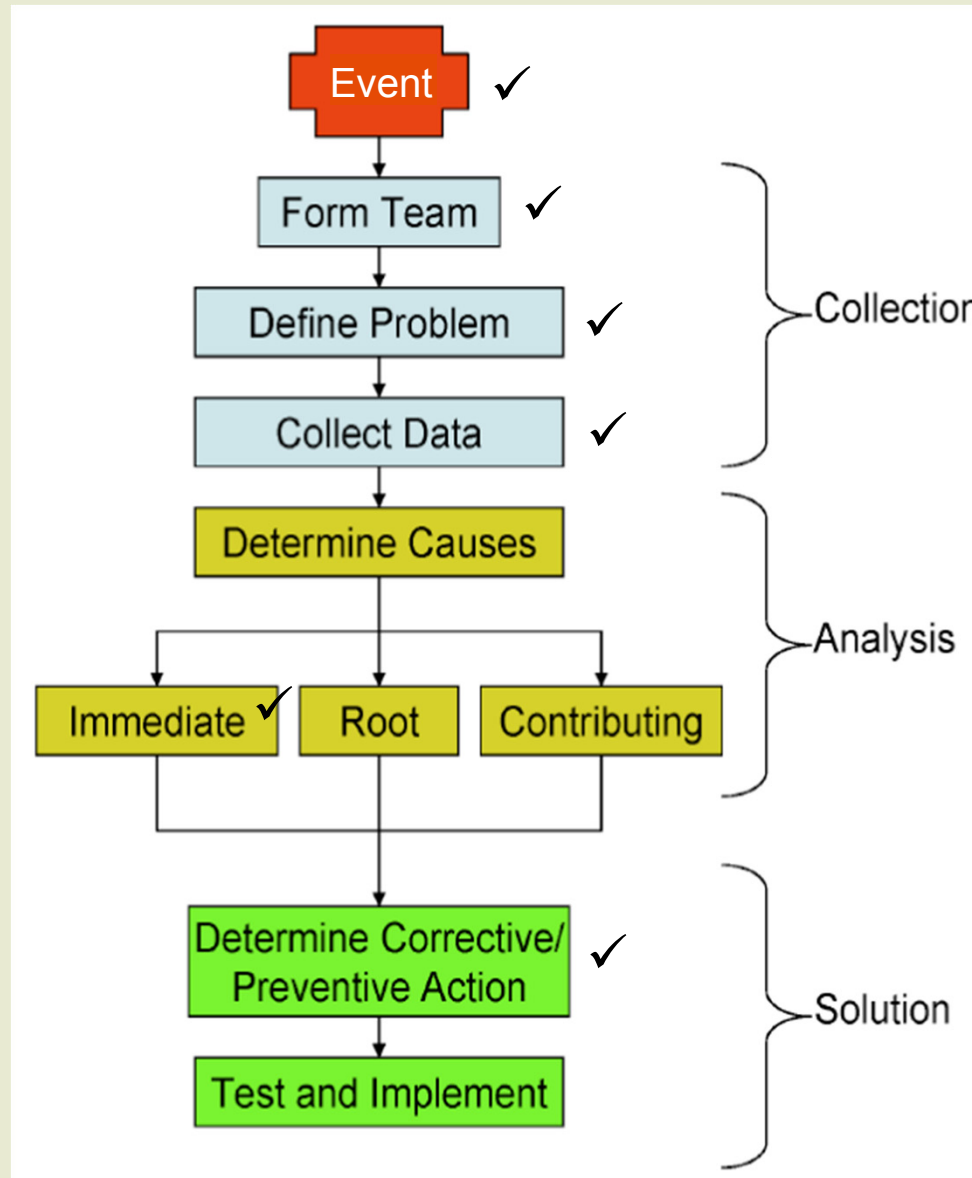 Event
Form Team
Define Problem
Collect Data
Collection
Determine Causes
Immediate
Root
Contributing
Analysis
Determine Corrective/
Preventive Action
Test and Implement
Solution